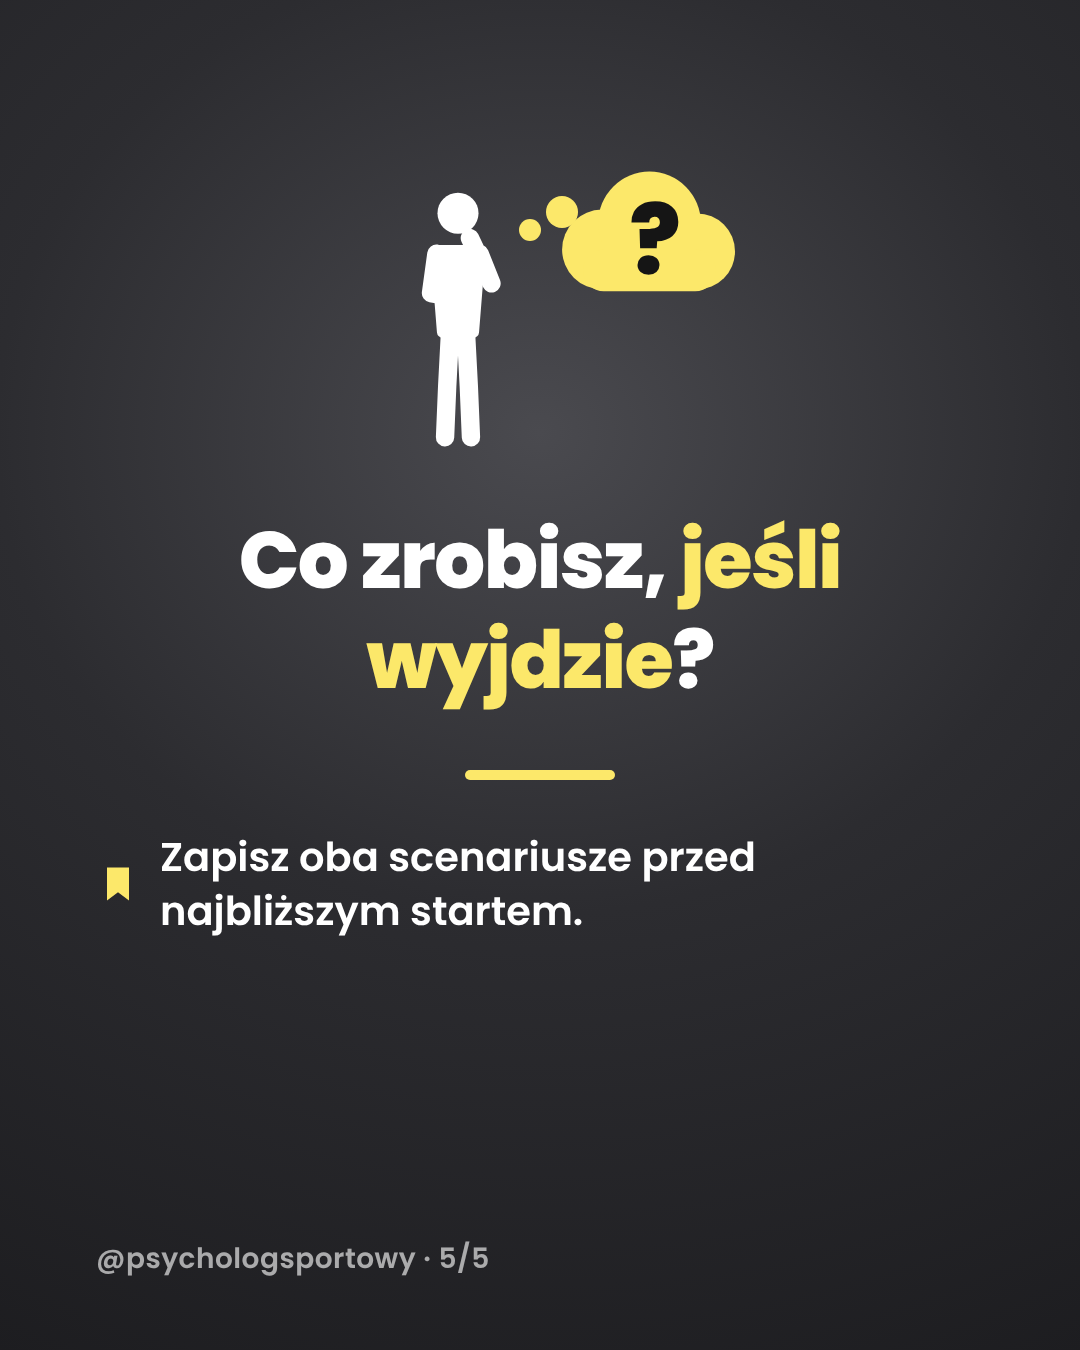 ?
Co zrobisz, jeśli
wyjdzie?
Zapisz oba scenariusze przed
najbliższym startem.
@psychologsportowy · 5/5